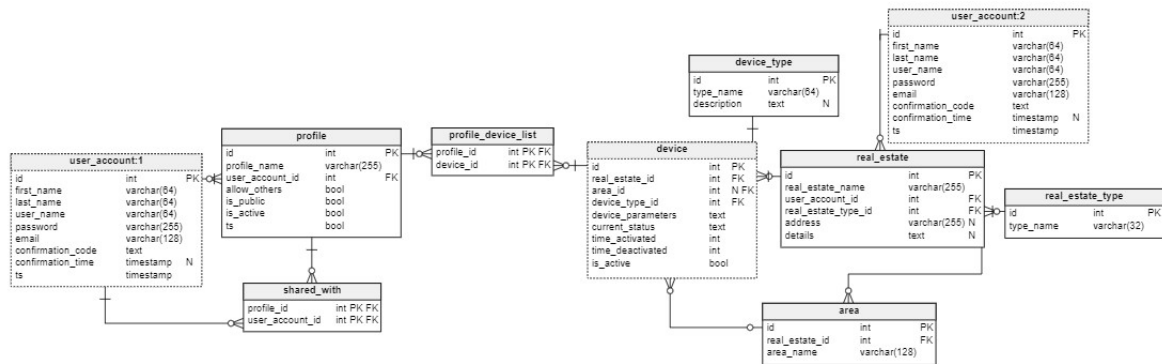 user_account:2
id int PK
first_name varchar(64)
last_name varchar(64)
user_name varchar(64)
password varchar(255)
email varchar(128)
confirmation_code text
confirmation_time timestamp N
ts timestamp
device_type
id int PK
type_name varchar(64)
description text N
profile
id int PK
profile_name varchar(255)
user_account_id int FK
allow_others bool
is_public bool
is_active bool
ts bool
profile_device_list
profile_id int PK FK
device_id int PK FK
user_account:1
id int PK
first_name varchar(64)
last_name varchar(64)
user_name varchar(64)
password varchar(255)
email varchar(128)
confirmation_code text
confirmation_time timestamp N
ts timestamp
device
id int PK
real_estate_id int FK
area_id int N FK
device_type_id int FK
device_parameters text
current_status text
time_activated int
time_deactivated int
is_active bool
real_estate
id int PK
real_estate_name varchar(255)
user_account_id int FK
real_estate_type_id int FK
address varchar(255) N
details text N
real_estate_type
id int PK
type_name varchar(32)
shared_with
profile_id int PK FK
user_account_id int PK FK
area
id int PK
real_estate_id int FK
area_name varchar(128)